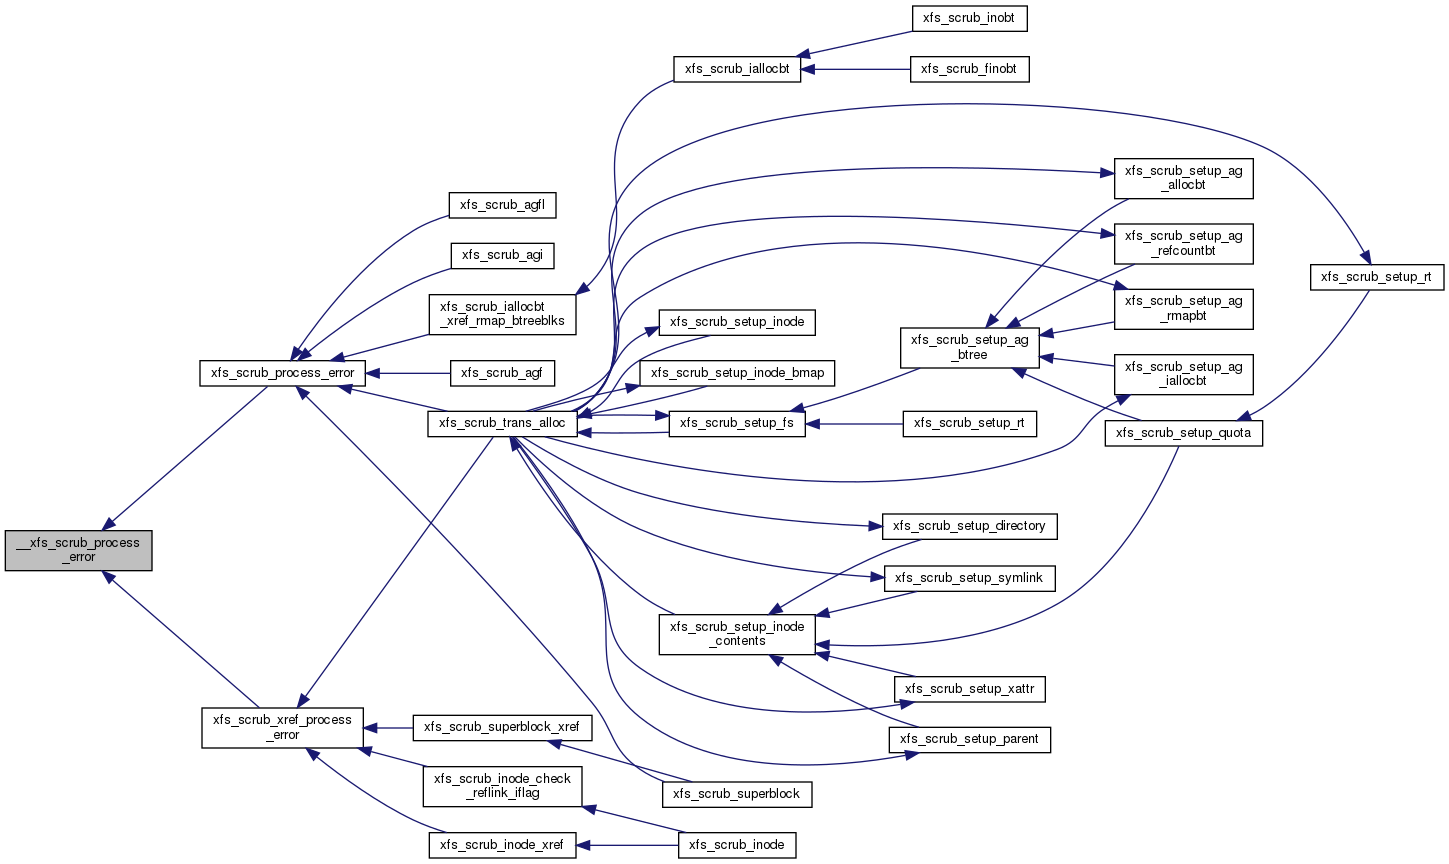 xfs_scrub_inobt
xfs_scrub_iallocbt
xfs_scrub_finobt
xfs_scrub_setup_ag
_allocbt
xfs_scrub_agfl
xfs_scrub_setup_ag
_refcountbt
xfs_scrub_agi
xfs_scrub_setup_rt
xfs_scrub_iallocbt
_xref_rmap_btreeblks
xfs_scrub_setup_ag
_rmapbt
xfs_scrub_setup_inode
xfs_scrub_setup_ag
_btree
xfs_scrub_process_error
xfs_scrub_agf
xfs_scrub_setup_inode_bmap
xfs_scrub_setup_ag
_iallocbt
xfs_scrub_trans_alloc
xfs_scrub_setup_fs
xfs_scrub_setup_rt
xfs_scrub_setup_quota
xfs_scrub_setup_directory
__xfs_scrub_process
_error
xfs_scrub_setup_symlink
xfs_scrub_setup_inode
_contents
xfs_scrub_setup_xattr
xfs_scrub_xref_process
_error
xfs_scrub_superblock_xref
xfs_scrub_setup_parent
xfs_scrub_inode_check
_reflink_iflag
xfs_scrub_superblock
xfs_scrub_inode_xref
xfs_scrub_inode